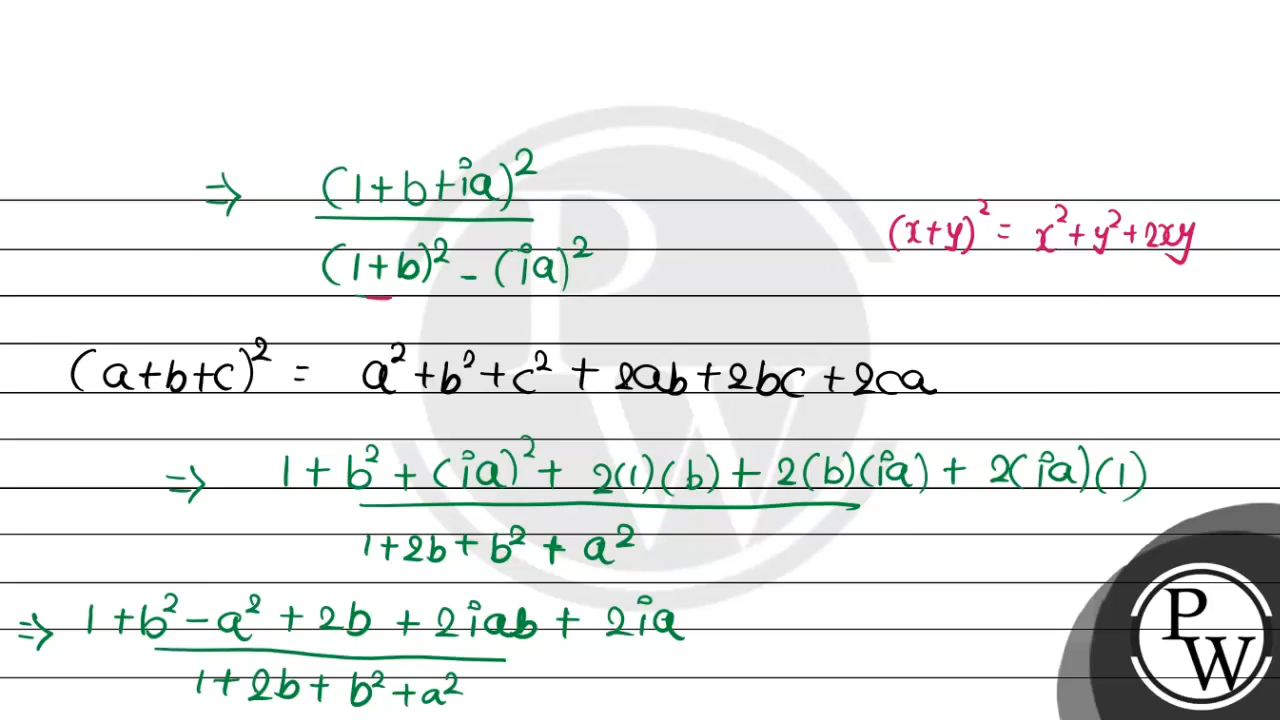 ⇒ (1+b+ia)²
(1+b)² - (ia)²
(x+y)² = x²+y²+2xy
(a+b+c)² = a²+b²+c² + 2ab+2bc+2ca
⇒ 1+b²+(ia)²+ 2(1)(b)+2(b)(ia)+ 2(ia)(1)
1+2b+b²+a²
⇒ 1+b²-a²+2b+2iab+2ia
1+2b+b²+a²
P
W
P
W